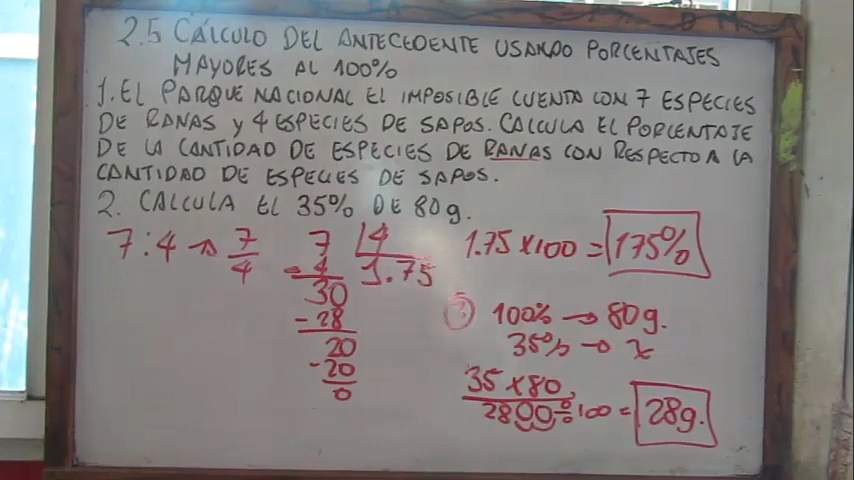 2.5 CÁLCULO DEL ANTECEDENTE USANDO PORCENTAJES
MAYORES AL 100%
1. EL PARQUE NACIONAL EL IMPOSIBLE CUENTA CON 7 ESPECIES
DE RANAS y 4 ESPECIES DE SAPOS. CALCULA EL PORCENTAJE
DE LA CANTIDAD DE ESPECIES DE RANAS CON RESPECTO A LA
CANTIDAD DE ESPECIES DE SAPOS.
2. CALCULA EL 35% DE 80g.
7:4 → 7/4
7 | 4
- 4 1.75
30
- 28
20
- 20
0
1.75 x 100 = 175%
100% → 80g.
35% → x
35 x 80
2800 ÷ 100 = 28g.